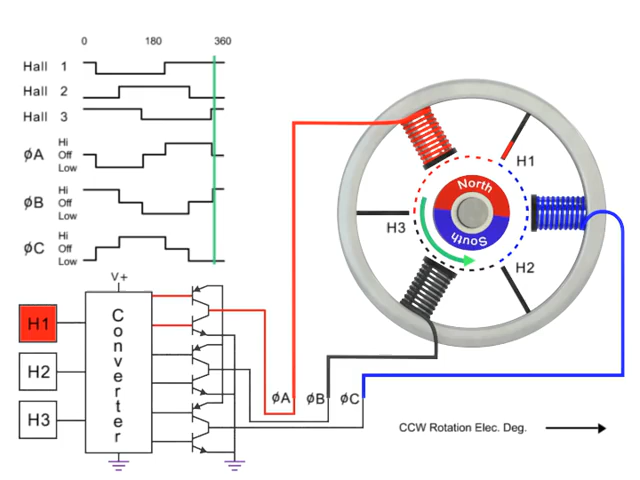 0 180 360
Hall 1
Hall 2
Hall 3
øA Hi Off Low
øB Hi Off Low
øC Hi Off Low
V+
H1
H2
H3
Converter
øA øB øC
North
South
H1
H2
H3
CCW Rotation Elec. Deg.